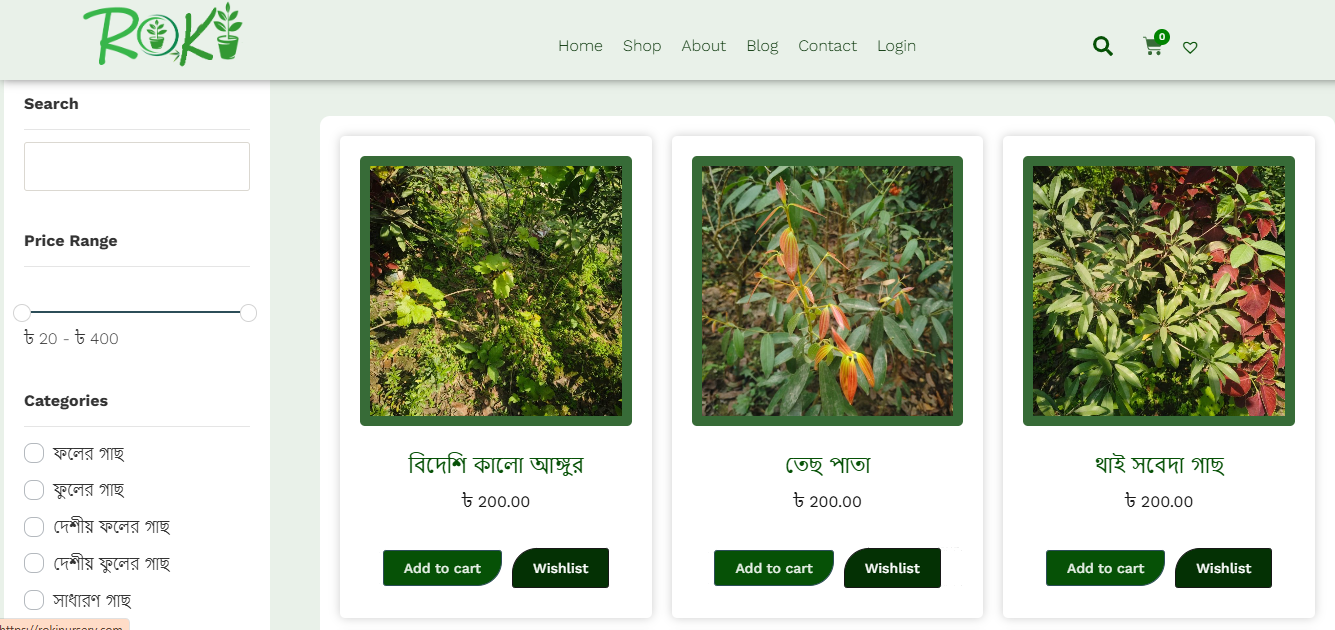 ROKI
Home Shop About Blog Contact Login
0
Search
Price Range
৳ 20 - ৳ 400
Categories
ফলের গাছ
ফুলের গাছ
দেশীয় ফলের গাছ
দেশীয় ফুলের গাছ
সাধারণ গাছ
বিদেশি কালো আঙ্গুর
৳ 200.00
Add to cart Wishlist
তেছ পাতা
৳ 200.00
Add to cart Wishlist
থাই সবেদা গাছ
৳ 200.00
Add to cart Wishlist
https://rokinursery.com